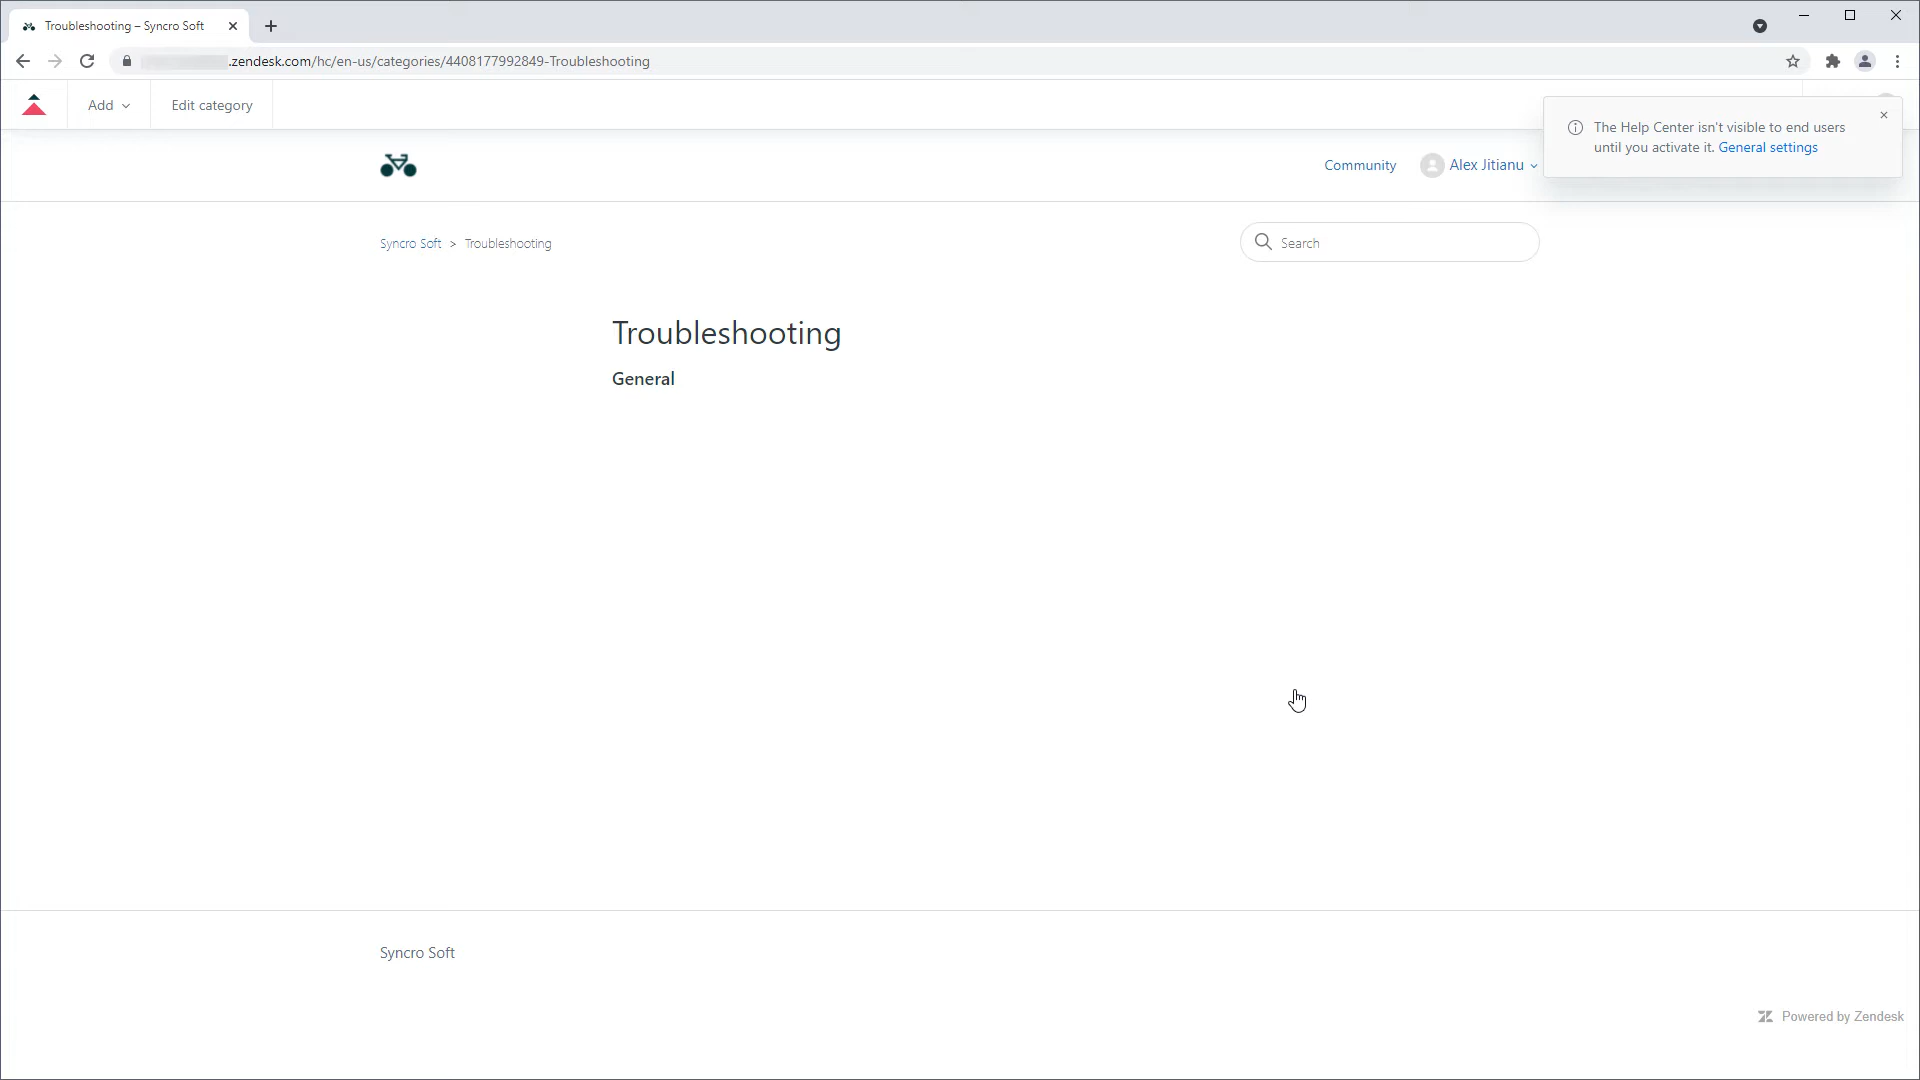 Troubleshooting – Syncro Soft
.zendesk.com/hc/en-us/categories/4408177992849-Troubleshooting
Add
Edit category
The Help Center isn't visible to end users
until you activate it. General settings
Community
Alex Jitianu
Syncro Soft > Troubleshooting
Search
Troubleshooting
General
Syncro Soft
Powered by Zendesk